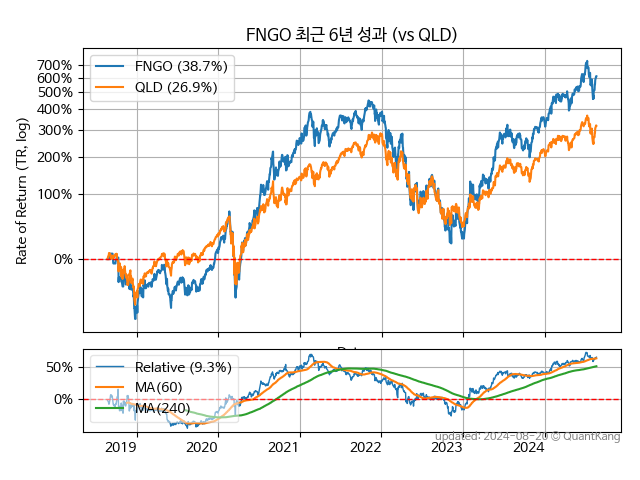 FNGO 최근 6년 성과 (vs QLD)
Rate of Return (TR, log)
700%
600%
500%
400%
300%
200%
100%
0%
FNGO (38.7%)
QLD (26.9%)
50%
0%
Relative (9.3%)
MA(60)
MA(240)
2019
2020
2021
2022
2023
2024
updated: 2024-08-20 © QuantKang